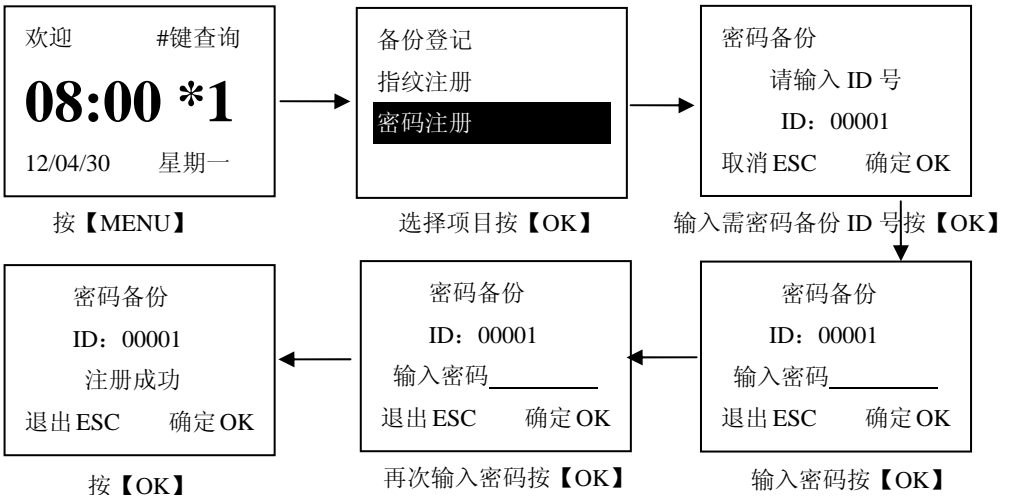 欢迎 #键查询
08:00 *1
12/04/30 星期一
按【MENU】
备份登记
指纹注册
密码注册
选择项目按【OK】
密码备份
请输入 ID 号
ID：00001
取消 ESC 确定 OK
输入需密码备份 ID 号按【OK】
密码备份
ID：00001
输入密码
退出 ESC 确定 OK
输入密码按【OK】
密码备份
ID：00001
输入密码
退出 ESC 确定 OK
再次输入密码按【OK】
密码备份
ID：00001
注册成功
退出 ESC 确定 OK
按【OK】